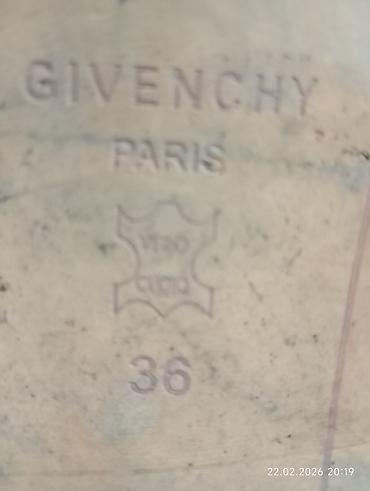 GIVENCHY
PARIS
VERO
CUOIO
36
22.02.2026 20:19